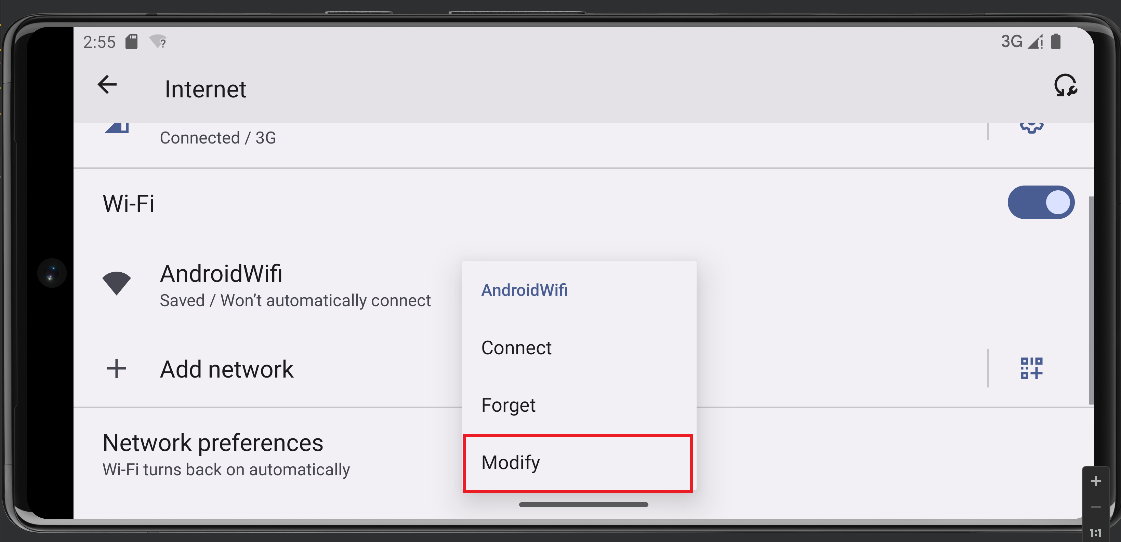 2:55
3G
Internet
Connected / 3G
Wi-Fi
AndroidWifi
Saved / Won't automatically connect
AndroidWifi
Connect
Add network
Forget
Network preferences
Wi-Fi turns back on automatically
Modify
1:1